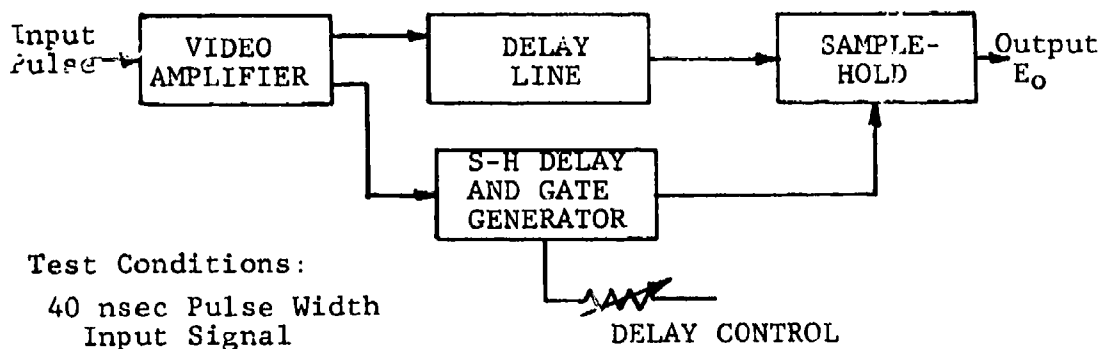 Input
Pulse
VIDEO
AMPLIFIER
DELAY
LINE
SAMPLE-
HOLD
Output
Eo
S-H DELAY
AND GATE
GENERATOR
Test Conditions:
40 nsec Pulse Width
Input Signal
DELAY CONTROL